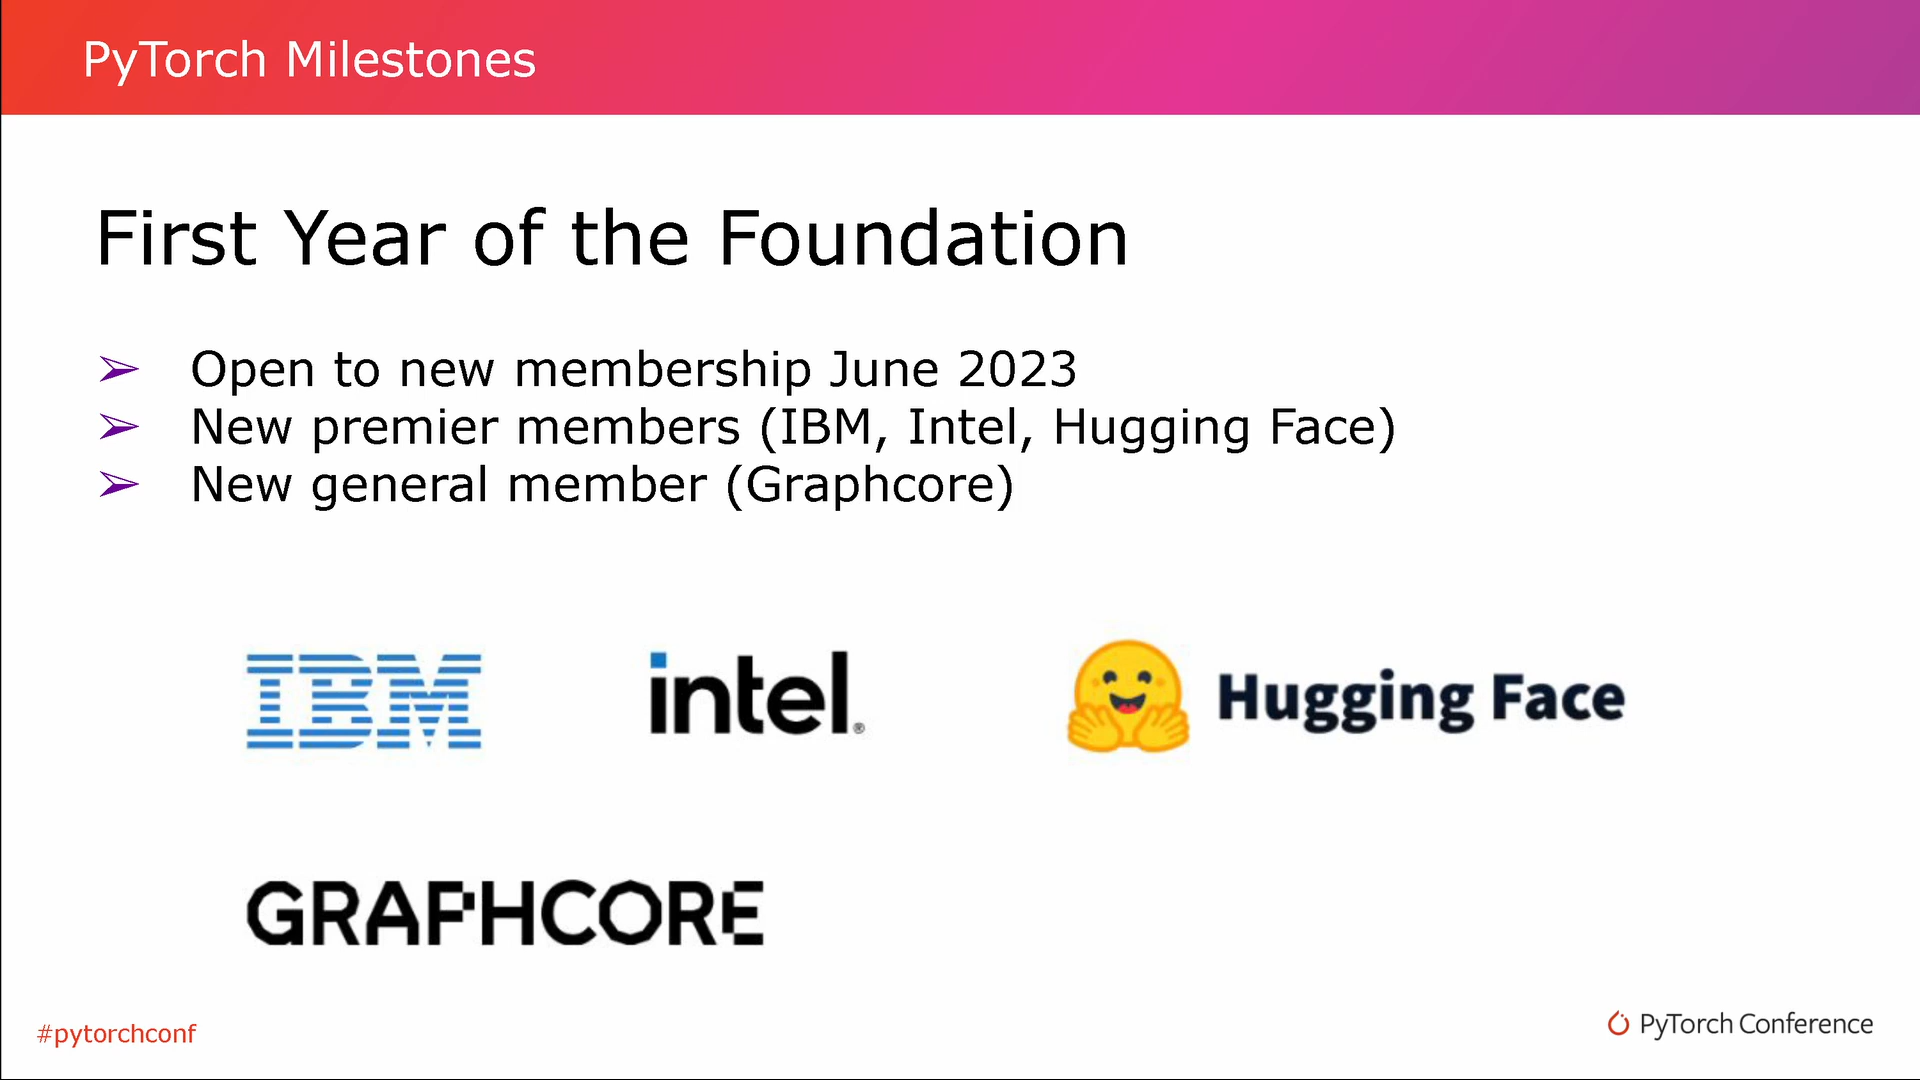 PyTorch Milestones
First Year of the Foundation
➢ Open to new membership June 2023
➢ New premier members (IBM, Intel, Hugging Face)
➢ New general member (Graphcore)
IBM
intel®
Hugging Face
GRAPHCORE
#pytorchconf
PyTorch Conference